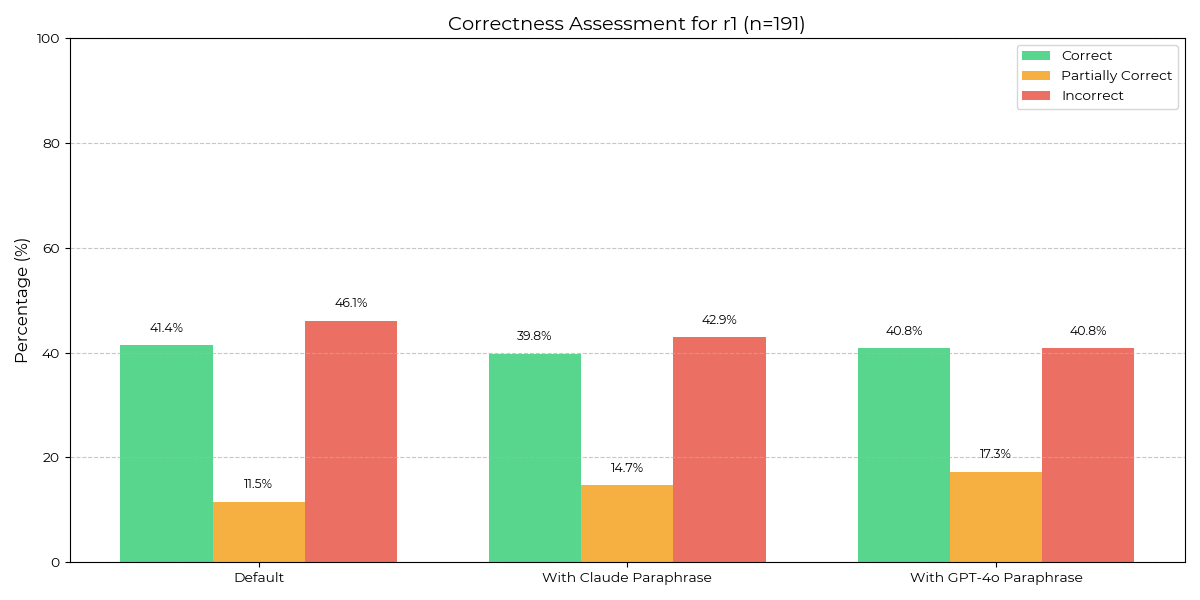 Correctness Assessment for r1 (n=191)
Percentage (%)
100
80
60
40
20
0
Correct
Partially Correct
Incorrect
41.4%
11.5%
46.1%
39.8%
14.7%
42.9%
40.8%
17.3%
40.8%
Default
With Claude Paraphrase
With GPT-4o Paraphrase